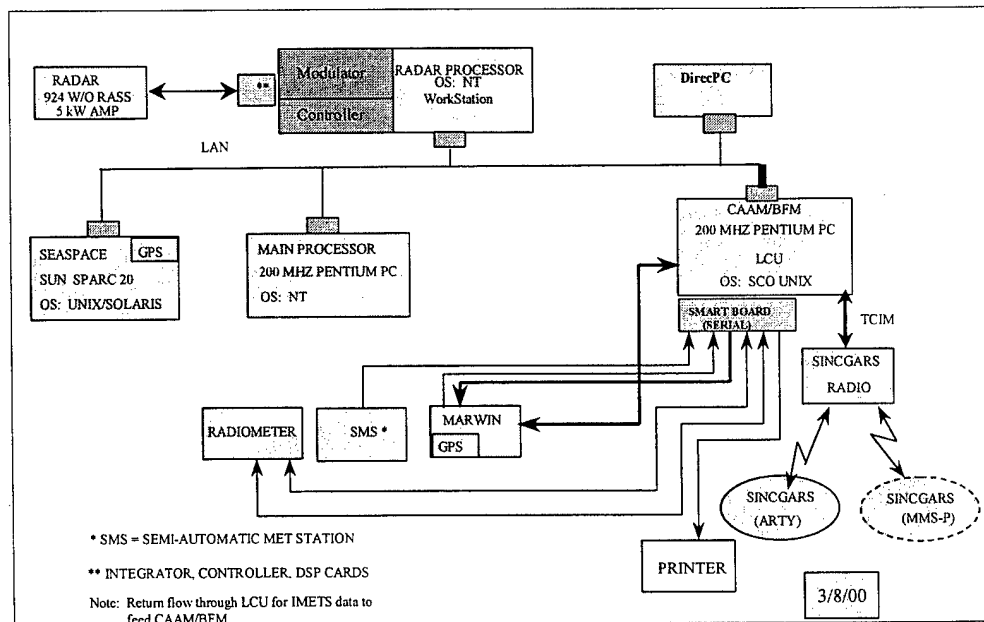 RADAR
924 W/O RASS
5 kW AMP
**
Modulator
Controller
RADAR PROCESSOR
OS: NT
WorkStation
DirecPC
LAN
SEASPACE
GPS
SUN SPARC 20
OS: UNIX/SOLARIS
MAIN PROCESSOR
200 MHZ PENTIUM PC
OS: NT
CAAM/BFM
200 MHZ PENTIUM PC
LCU
OS: SCO UNIX
SMART BOARD
(SERIAL)
TCIM
SINCGARS
RADIO
RADIOMETER
SMS *
MARWIN
GPS
SINCGARS
(ARTY)
SINCGARS
(MMS-P)
PRINTER
* SMS = SEMI-AUTOMATIC MET STATION
** INTEGRATOR, CONTROLLER, DSP CARDS
Note: Return flow through LCU for IMETS data to
feed CAAM/BFM
3/8/00